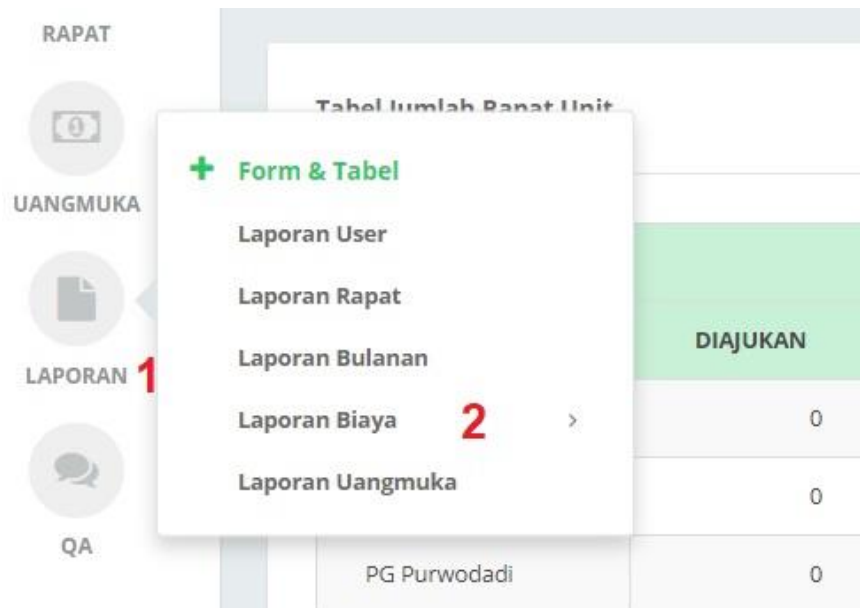 RAPAT
UANGMUKA
LAPORAN 1
QA
Tabel Jumlah Rapat Unit
+ Form & Tabel
Laporan User
Laporan Rapat
Laporan Bulanan
Laporan Biaya 2 >
Laporan Uangmuka
DIAJUKAN
0
0
PG Purwodadi 0